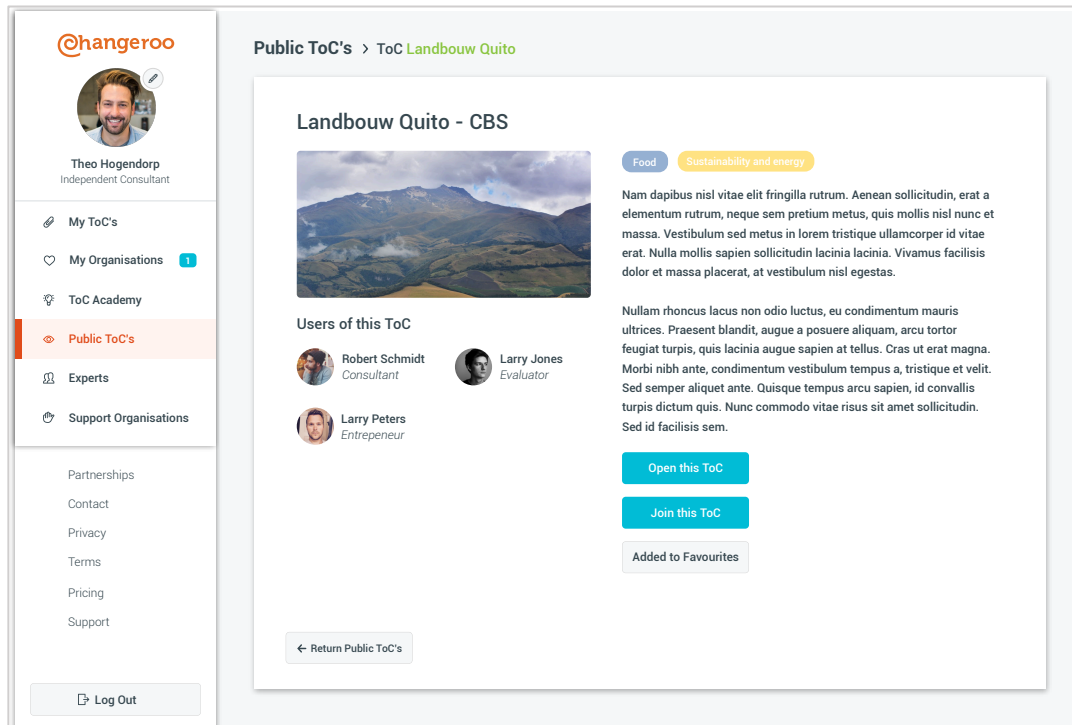 Changeroo
Theo Hogendorp
Independent Consultant
My ToC's
My Organisations 1
ToC Academy
Public ToC's
Experts
Support Organisations
Partnerships
Contact
Privacy
Terms
Pricing
Support
Log Out
Public ToC's > ToC Landbouw Quito
Landbouw Quito - CBS
Users of this ToC
Robert Schmidt
Consultant
Larry Jones
Evaluator
Larry Peters
Entrepeneur
Food Sustainability and energy
Nam dapibus nisl vitae elit fringilla rutrum. Aenean sollicitudin, erat a
elementum rutrum, neque sem pretium metus, quis mollis nisl nunc et
massa. Vestibulum sed metus in lorem tristique ullamcorper id vitae
erat. Nulla mollis sapien sollicitudin lacinia lacinia. Vivamus facilisis
dolor et massa placerat, at vestibulum nisl egestas.
Nullam rhoncus lacus non odio luctus, eu condimentum mauris
ultrices. Praesent blandit, augue a posuere aliquam, arcu tortor
feugiat turpis, quis lacinia augue sapien at tellus. Cras ut erat magna.
Morbi nibh ante, condimentum vestibulum tempus a, tristique et velit.
Sed semper aliquet ante. Quisque tempus arcu sapien, id convallis
turpis dictum quis. Nunc commodo vitae risus sit amet sollicitudin.
Sed id facilisis sem.
Open this ToC
Join this ToC
Added to Favourites
← Return Public ToC's